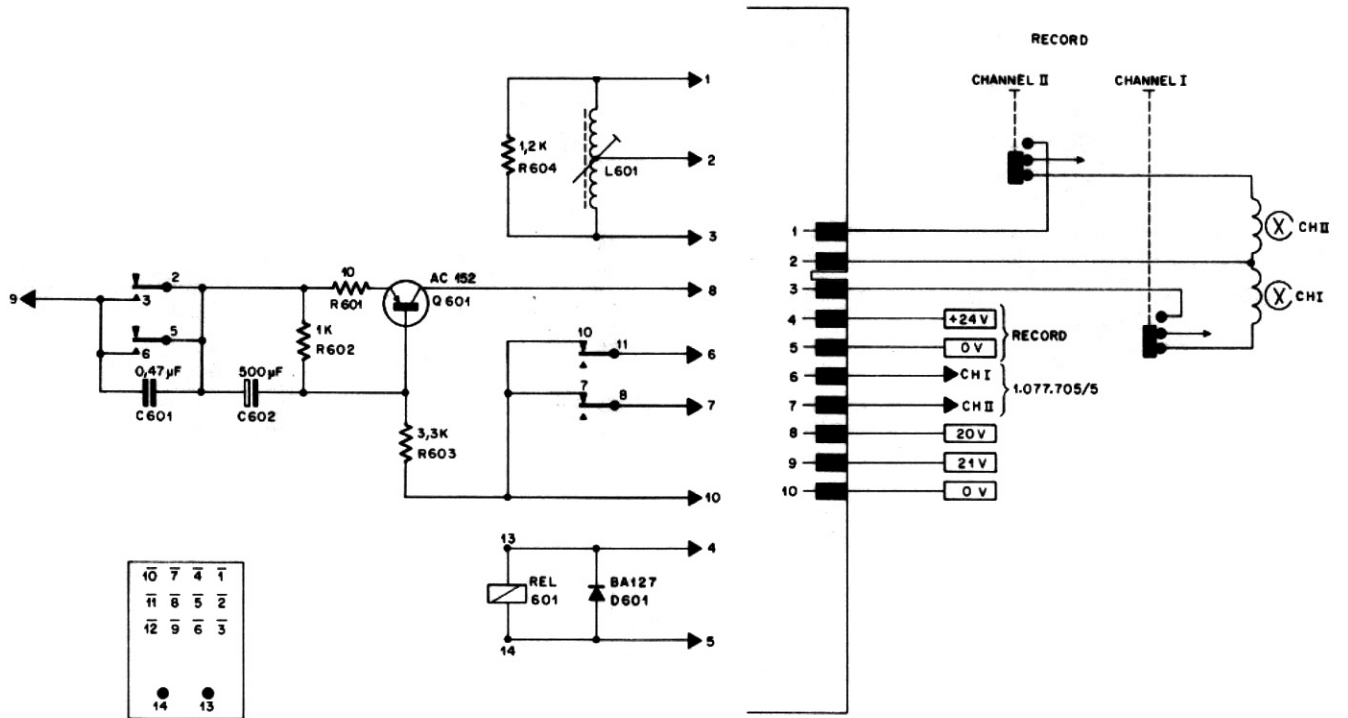 RECORD
CHANNEL II
CHANNEL I
1
1,2K
R604
L601
2
3
1
CH II
2
AC 152
10
2
8
Q601
R601
9
3
3
CH I
5
1K
R602
10
11
6
4
+24 V
RECORD
6
5
0 V
0,47µF
500µF
7
8
7
6
CH I
1.077.705/5
C601
C602
7
CH II
3,3K
R603
8
20 V
9
21 V
10
10
0 V
13
4
REL
601
BA127
D601
14
5
10 7 4 1
11 8 5 2
12 9 6 3
14 13